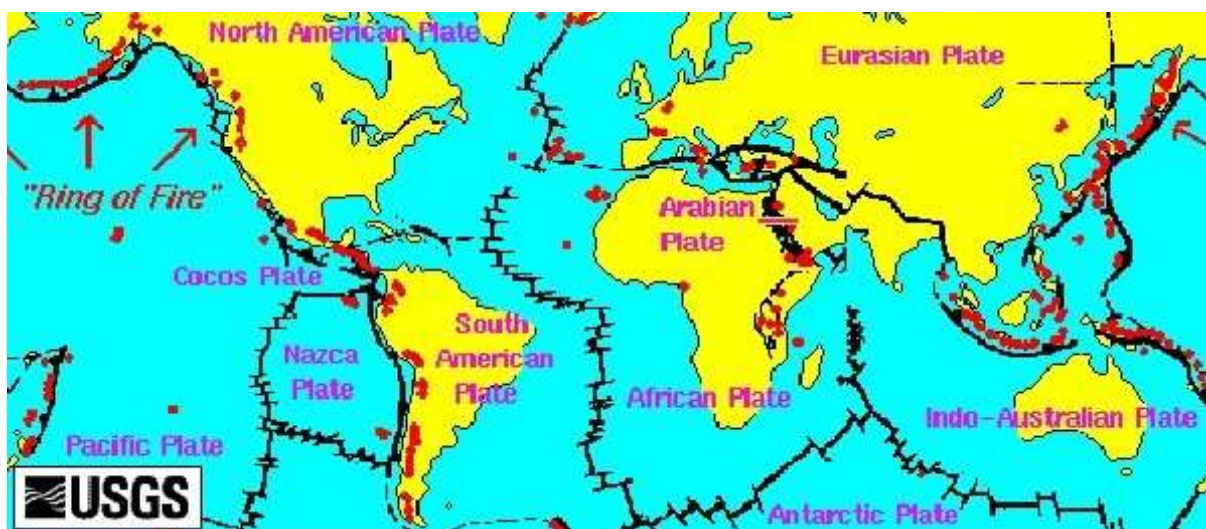 North American Plate
Eurasian Plate
"Ring of Fire"
Arabian
Plate
Cocos Plate
Nazca
Plate
South
American
Plate
African Plate
Indo-Australian Plate
Pacific Plate
USGS
Antarctic Plate